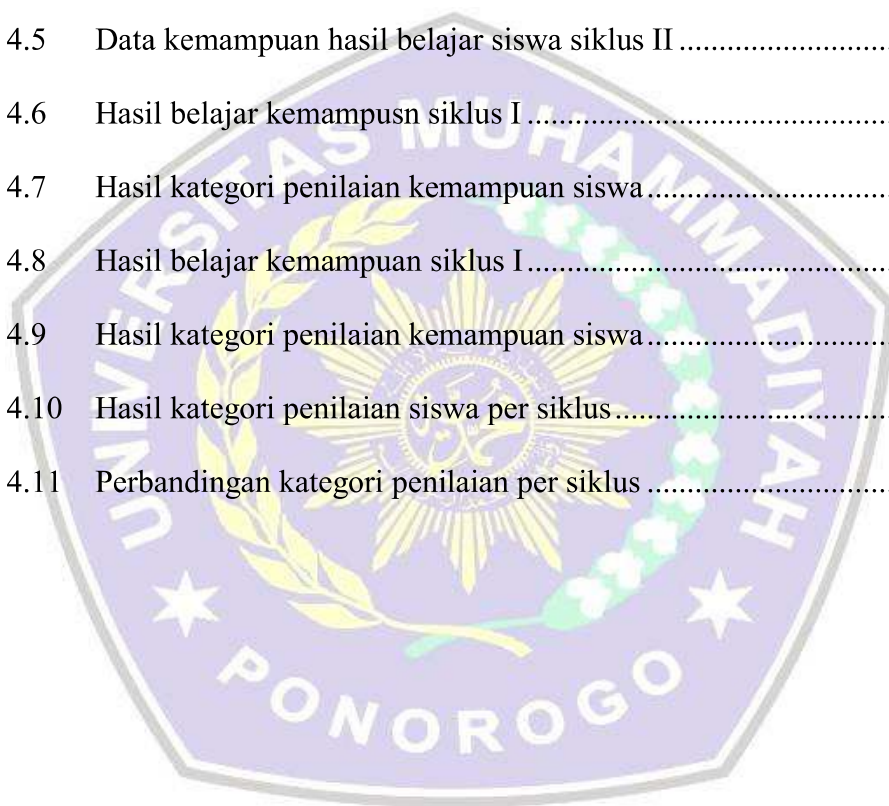 4.5 Data kemampuan hasil belajar siswa siklus II ........................
4.6 Hasil belajar kemampusn siklus I ........................
4.7 Hasil kategori penilaian kemampuan siswa ........................
4.8 Hasil belajar kemampuan siklus I ........................
4.9 Hasil kategori penilaian kemampuan siswa ........................
4.10 Hasil kategori penilaian siswa per siklus ........................
4.11 Perbandingan kategori penilaian per siklus ........................
UNIVERSITAS MUHAMMADIYAH
PONOROGO